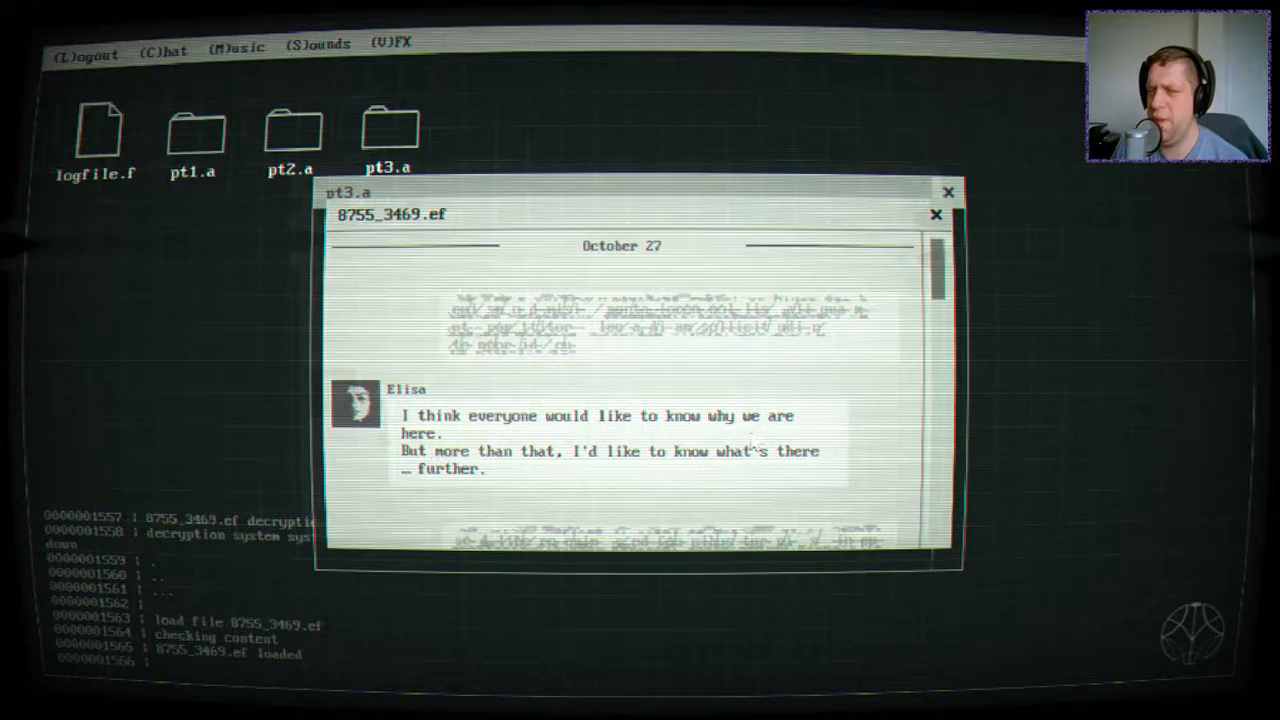 (L)ogout (C)hat (M)usic (S)ounds (V)FX
logfile.f pt1.a pt2.a pt3.a
pt3.a
8755_3469.ef
October 27
Elisa
I think everyone would like to know why we are
here.
But more than that, I'd like to know what's there
… further.
0000001557 | 8755_3469.ef decryptio
0000001558 | decryption system sys
down
0000001559 | .
0000001560 | ..
0000001561 | ...
0000001562 |
0000001563 | load file 8755_3469.ef
0000001564 | checking content
0000001565 | 8755_3469.ef loaded
0000001566 |